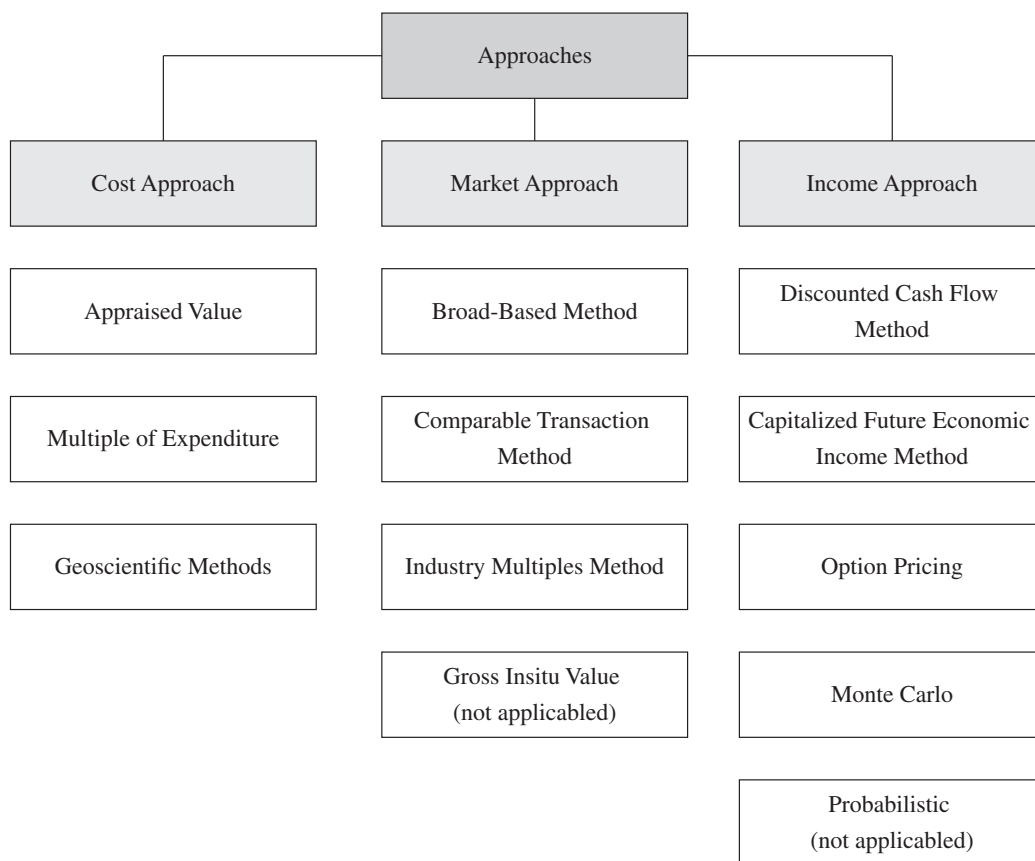 Approaches
Cost Approach
Market Approach
Income Approach
Appraised Value
Broad-Based Method
Discounted Cash Flow
Method
Multiple of Expenditure
Comparable Transaction
Method
Capitalized Future Economic
Income Method
Geoscientific Methods
Industry Multiples Method
Option Pricing
Gross Insitu Value
(not applicabled)
Monte Carlo
Probabilistic
(not applicabled)